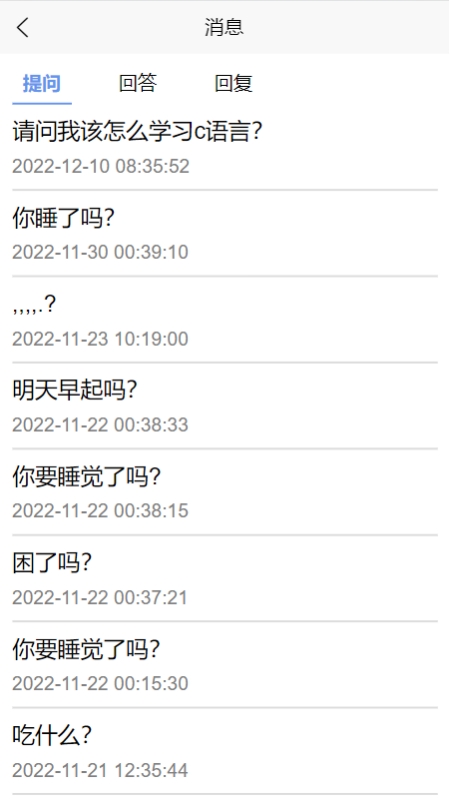 消息
提问 回答 回复
请问我该怎么学习c语言？
2022-12-10 08:35:52
你睡了吗？
2022-11-30 00:39:10
,,,,.?
2022-11-23 10:19:00
明天早起吗？
2022-11-22 00:38:33
你要睡觉了吗？
2022-11-22 00:38:15
困了吗？
2022-11-22 00:37:21
你要睡觉了吗？
2022-11-22 00:15:30
吃什么？
2022-11-21 12:35:44